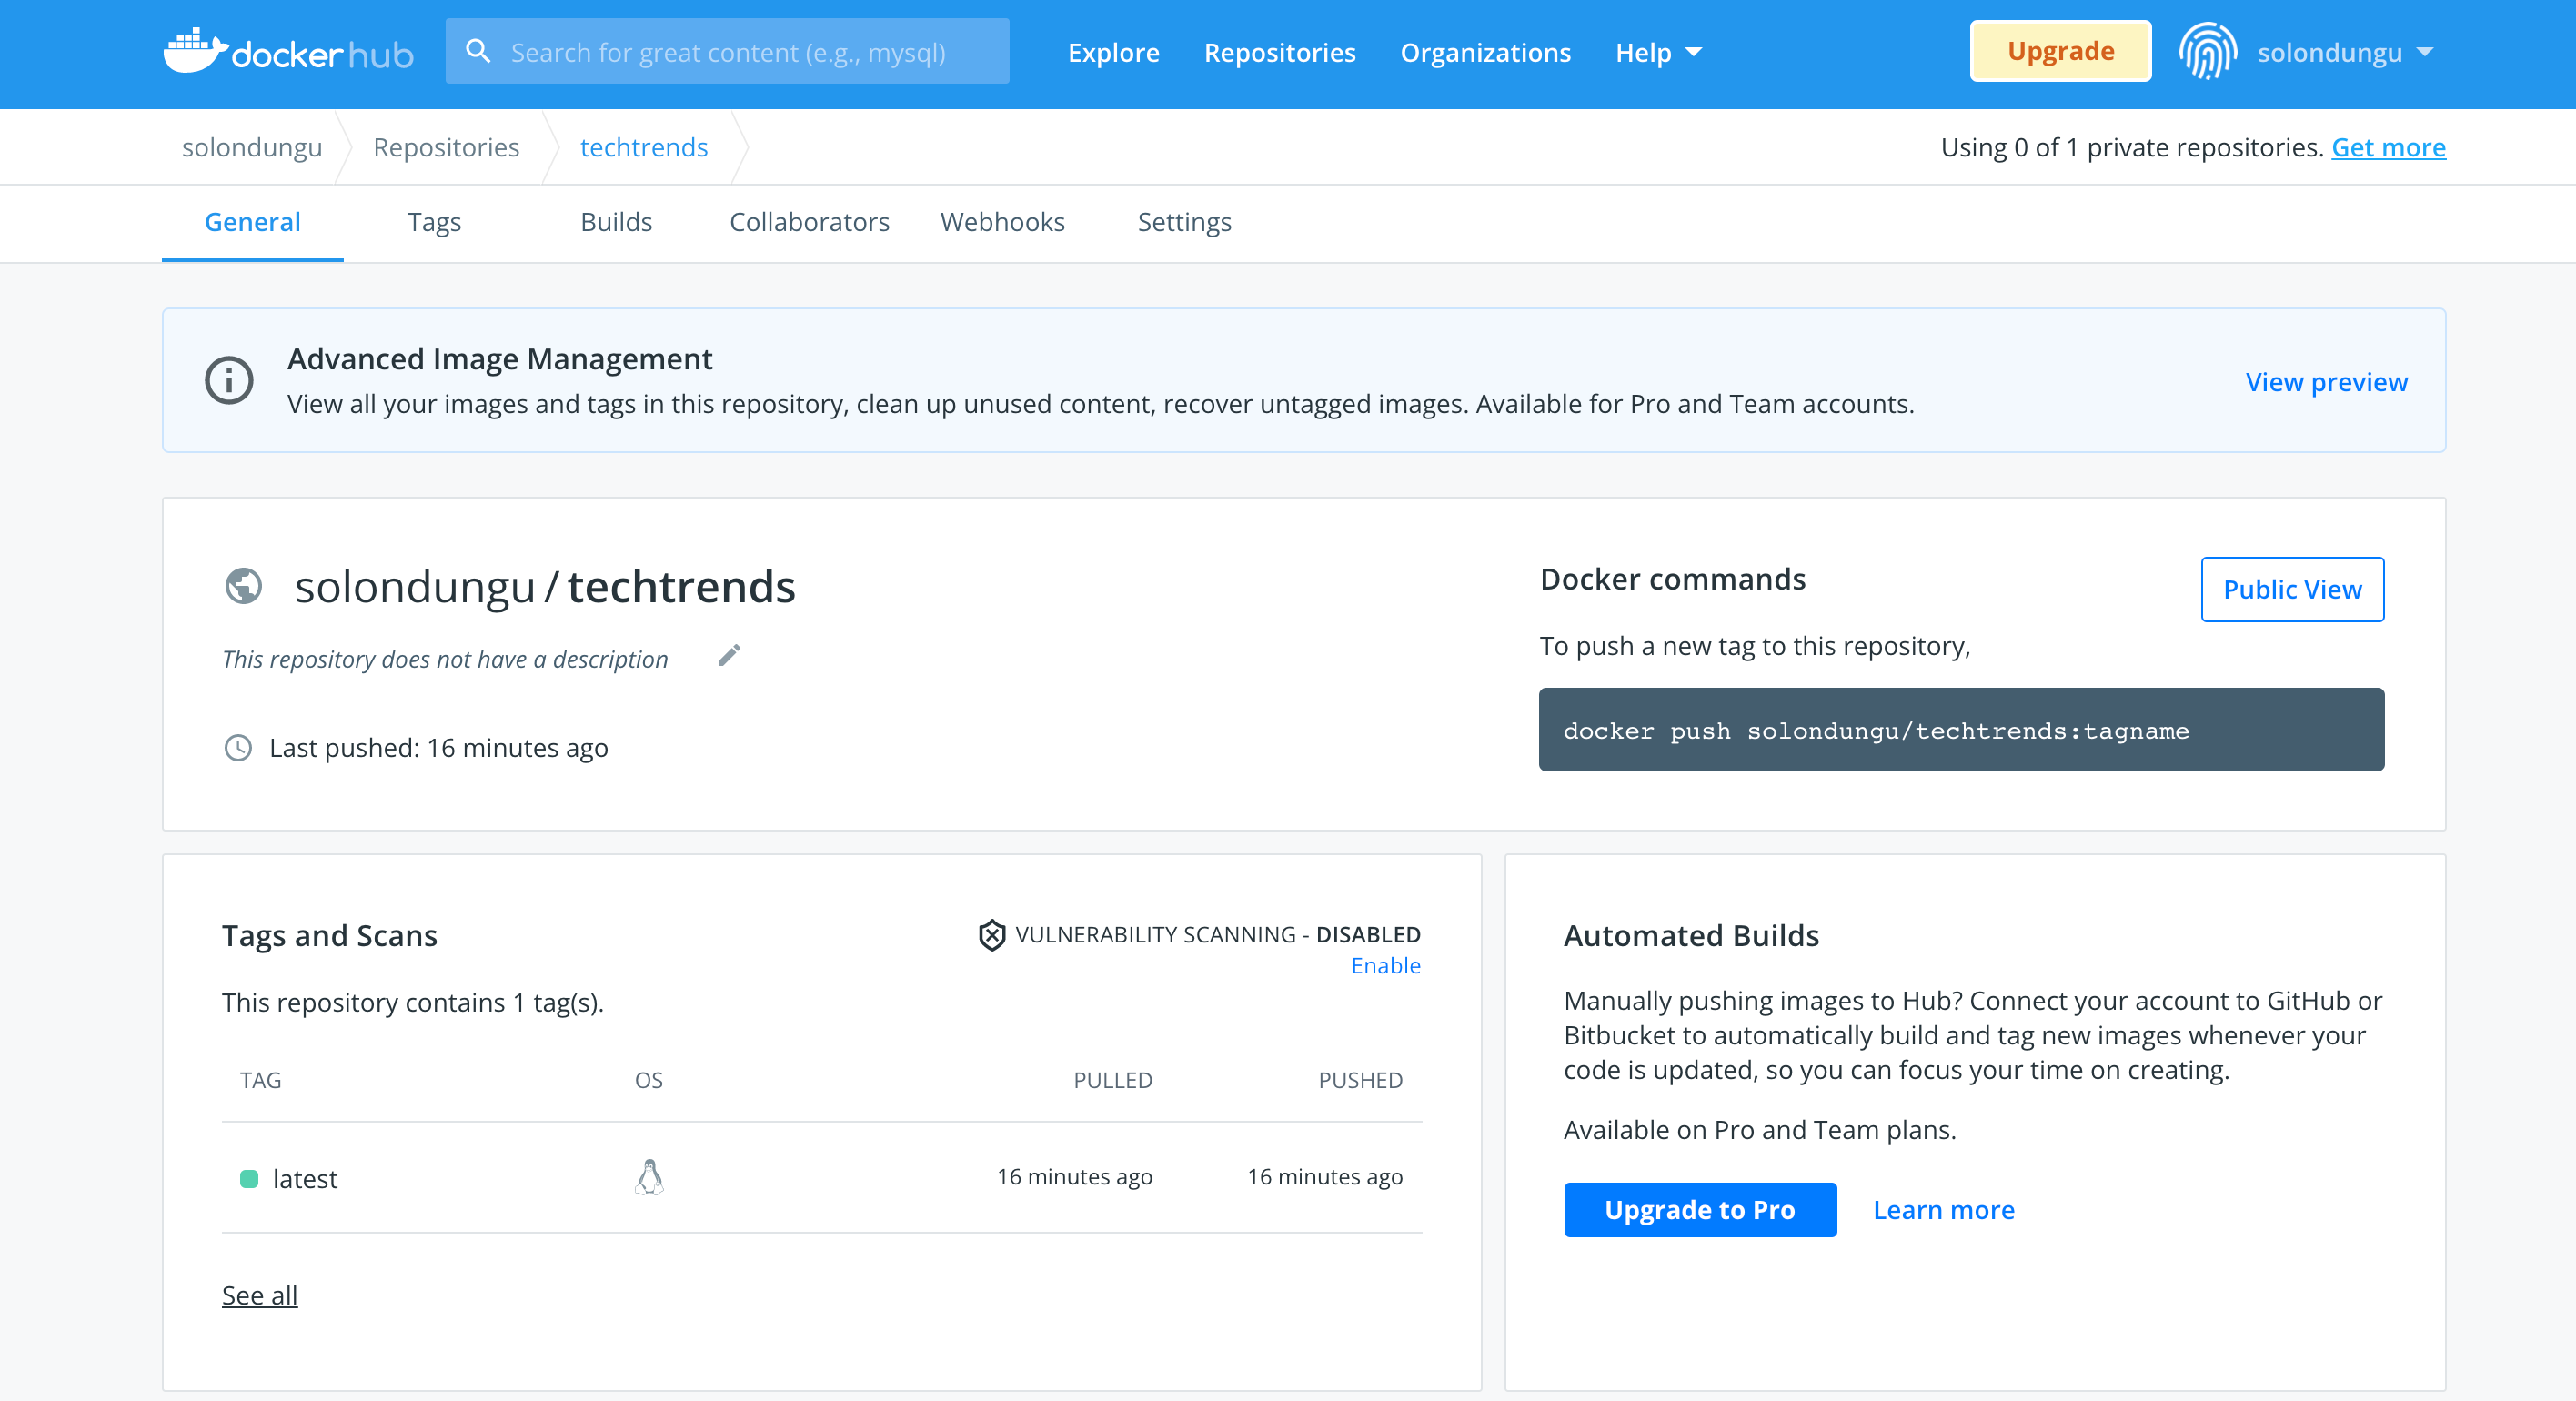 docker hub
Search for great content (e.g., mysql)
Explore
Repositories
Organizations
Help
Upgrade
solondungu
solondungu
Repositories
techtrends
Using 0 of 1 private repositories. Get more
General
Tags
Builds
Collaborators
Webhooks
Settings
Advanced Image Management
View all your images and tags in this repository, clean up unused content, recover untagged images. Available for Pro and Team accounts.
View preview
solondungu / techtrends
This repository does not have a description
Last pushed: 16 minutes ago
Docker commands
Public View
To push a new tag to this repository,
docker push solondungu/techtrends:tagname
Tags and Scans
VULNERABILITY SCANNING - DISABLED
Enable
This repository contains 1 tag(s).
TAG OS PULLED PUSHED
latest 16 minutes ago 16 minutes ago
See all
Automated Builds
Manually pushing images to Hub? Connect your account to GitHub or
Bitbucket to automatically build and tag new images whenever your
code is updated, so you can focus your time on creating.
Available on Pro and Team plans.
Upgrade to Pro
Learn more